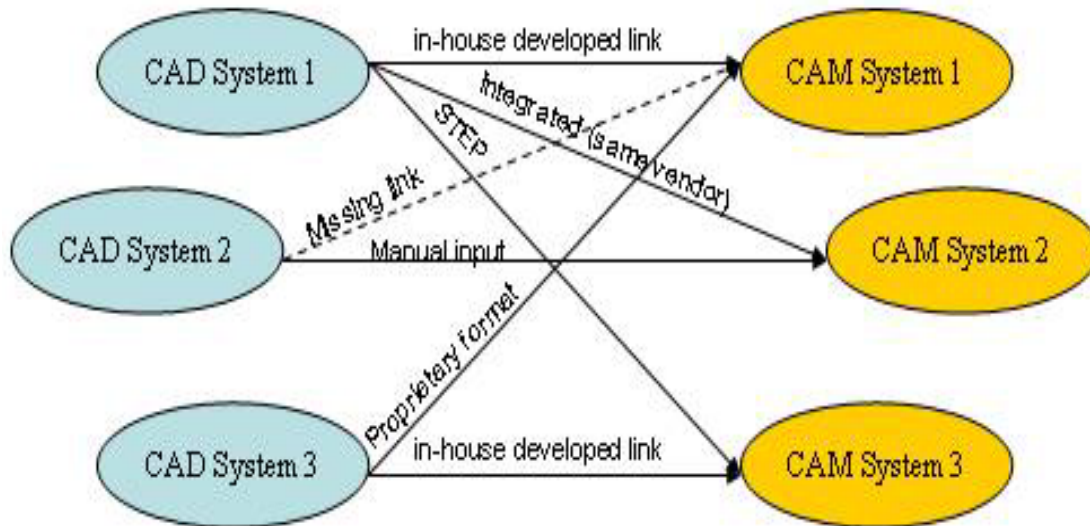 in-house developed link
CAD System 1
CAM System 1
Integrated (same vendor)
STEP
Missing link
CAD System 2
Manual input
CAM System 2
Proprietary format
CAD System 3
in-house developed link
CAM System 3